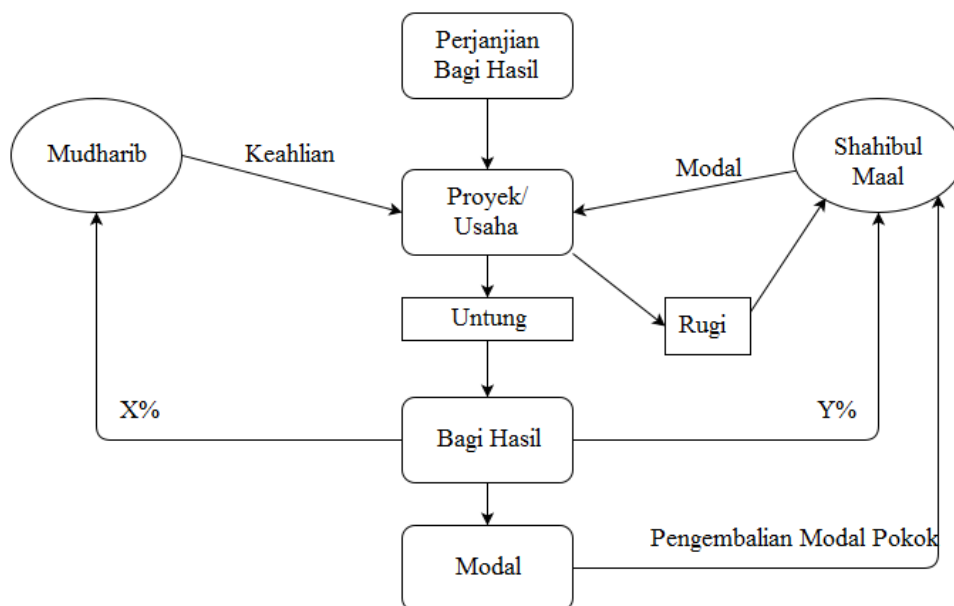 Perjanjian
Bagi Hasil
Mudharib
Keahlian
Modal
Shahibul
Maal
Proyek/
Usaha
Untung
Rugi
X%
Y%
Bagi Hasil
Pengembalian Modal Pokok
Modal